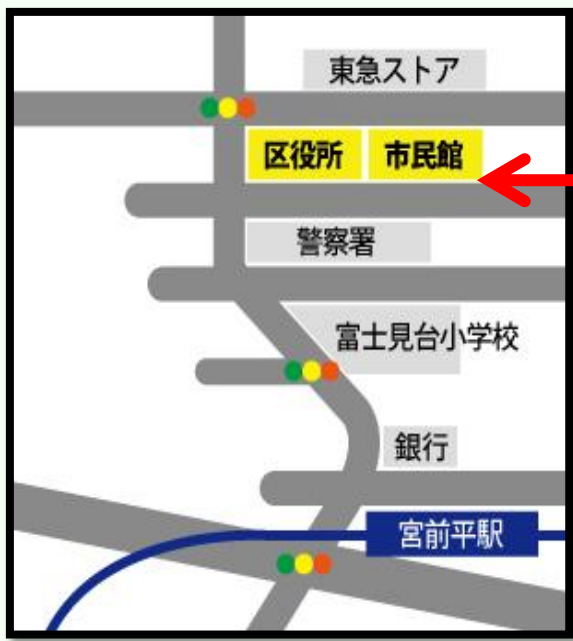 東急ストア
区役所 市民館
警察署
富士見台小学校
銀行
宮前平駅